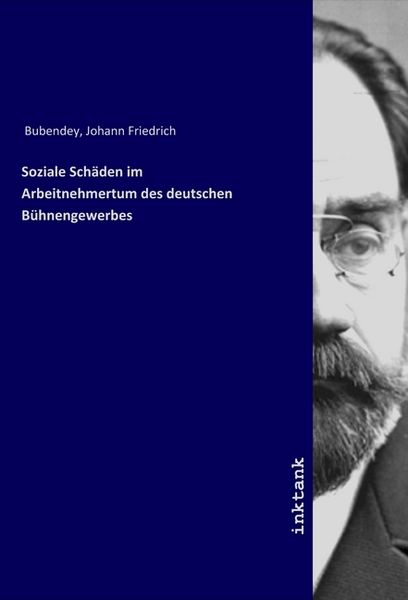 Bubendey, Johann Friedrich
Soziale Schäden im
Arbeitnehmertum des deutschen
Bühnengewerbes
inktank